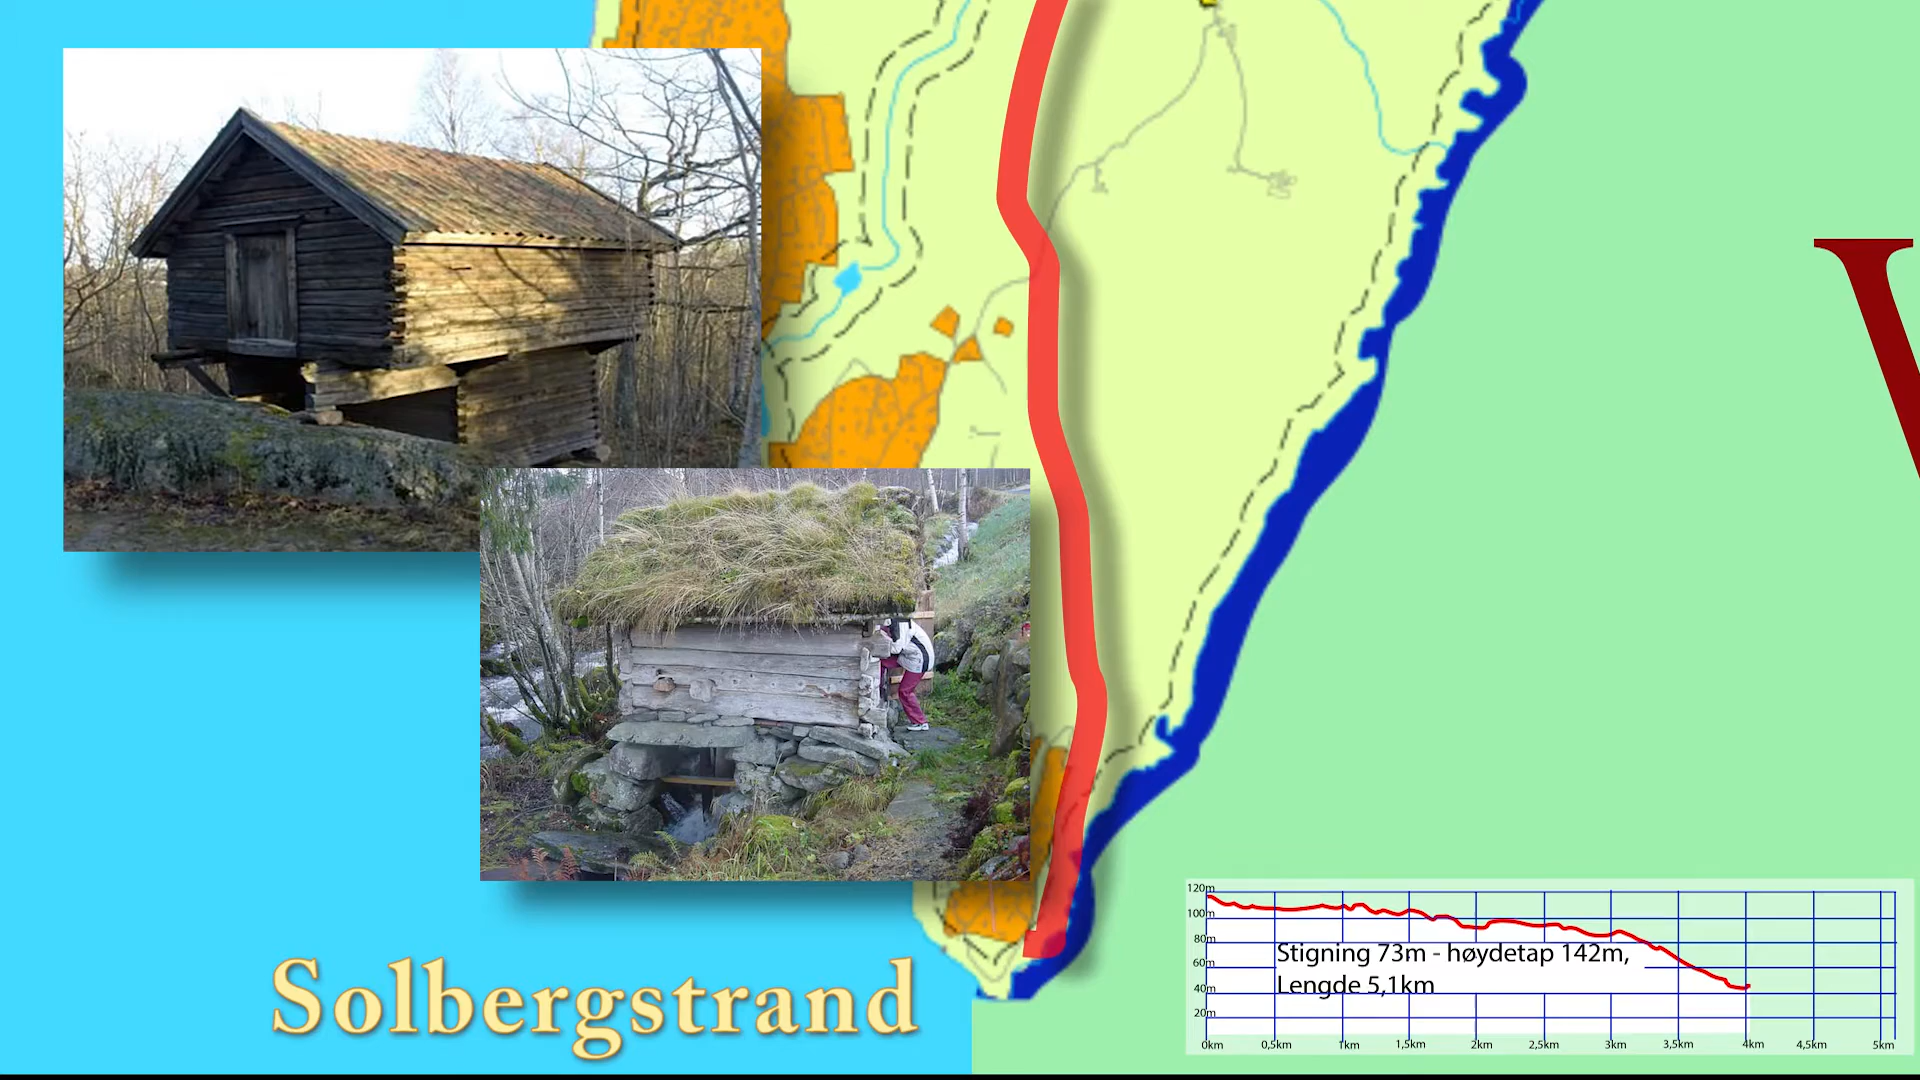 V
Solbergstrand
120m
100m
80m
60m
40m
20m
Stigning 73m - høydetap 142m,
Lengde 5,1km
0km 0,5km 1km 1,5km 2km 2,5km 3km 3,5km 4km 4,5km 5km